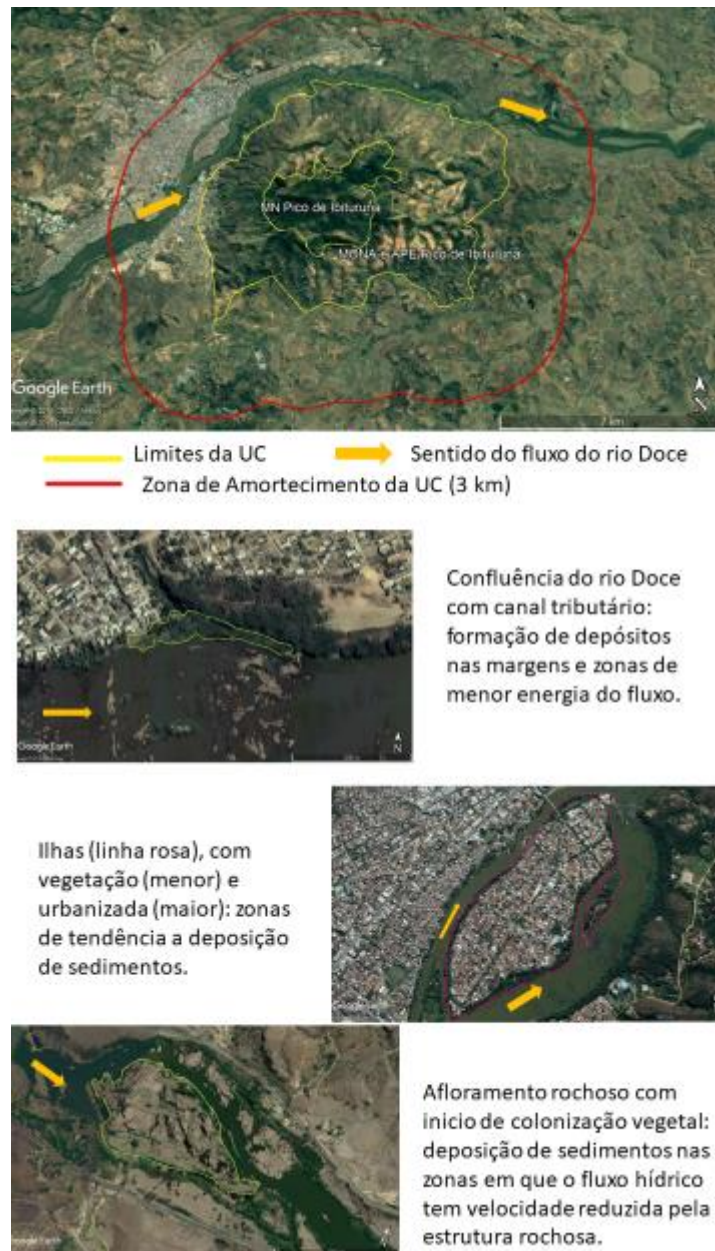 MN Pico de Ibituruna
Pico de Ibituruna
Google Earth
Limites da UC
Sentido do fluxo do rio Doce
Zona de Amortecimento da UC (3 km)
Confluência do rio Doce
com canal tributário:
formação de depósitos
nas margens e zonas de
menor energia do fluxo.
Google Earth
N
Ilhas (linha rosa), com
vegetação (menor) e
urbanizada (maior): zonas
de tendência a deposição
de sedimentos.
Afloramento rochoso com
inicio de colonização vegetal:
deposição de sedimentos nas
zonas em que o fluxo hídrico
tem velocidade reduzida pela
estrutura rochosa.
Google Earth